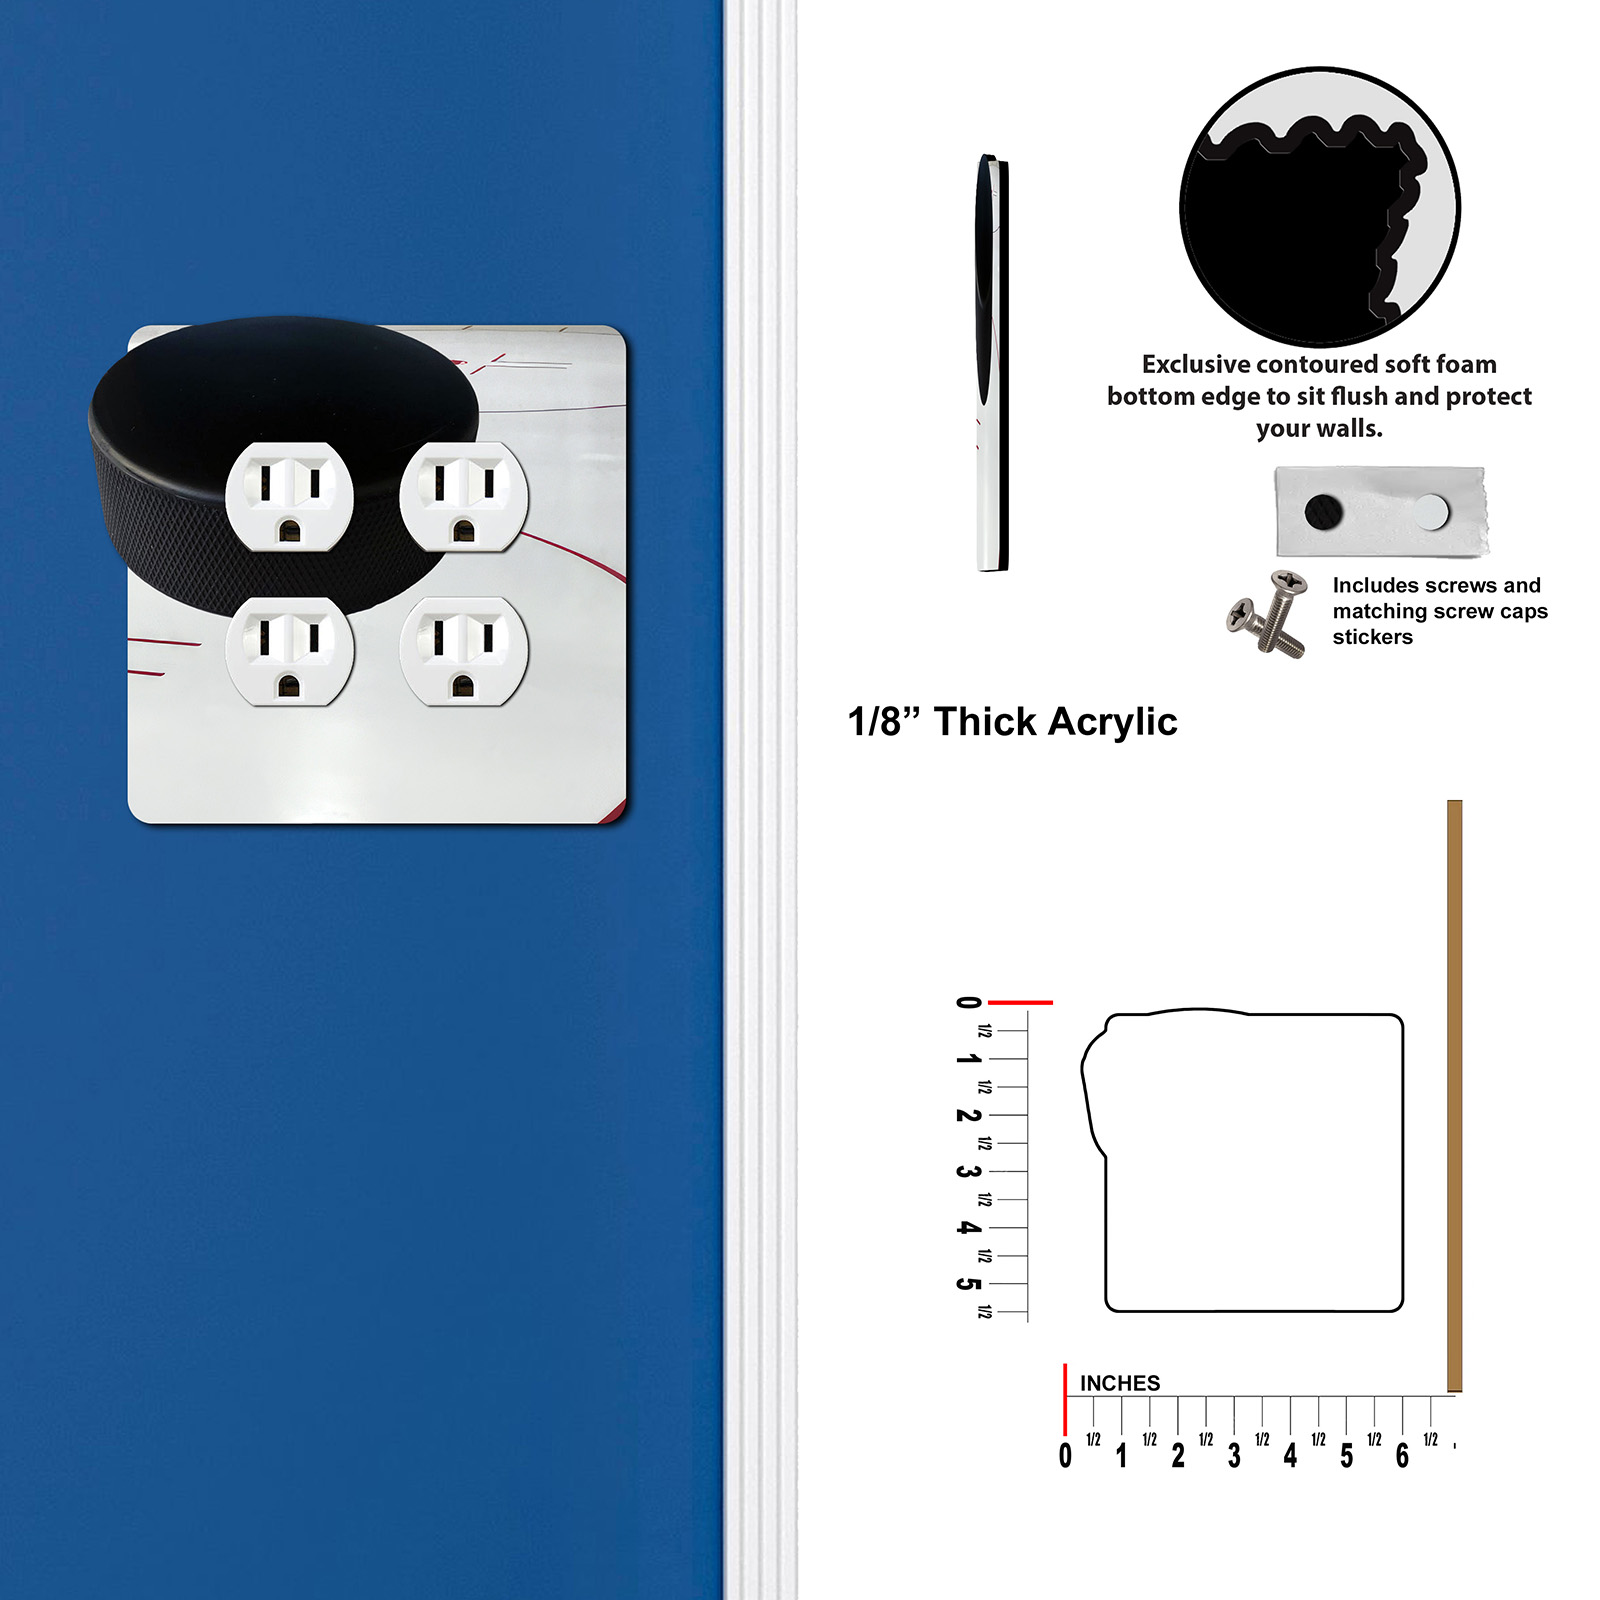 Exclusive contoured soft foam
bottom edge to sit flush and protect
your walls.
Includes screws and
matching screw caps
stickers
1/8” Thick Acrylic
0
1/2
1
1/2
2
1/2
3
1/2
4
1/2
5
1/2
INCHES
0 1/2 1 1/2 2 1/2 3 1/2 4 1/2 5 1/2 6 1/2